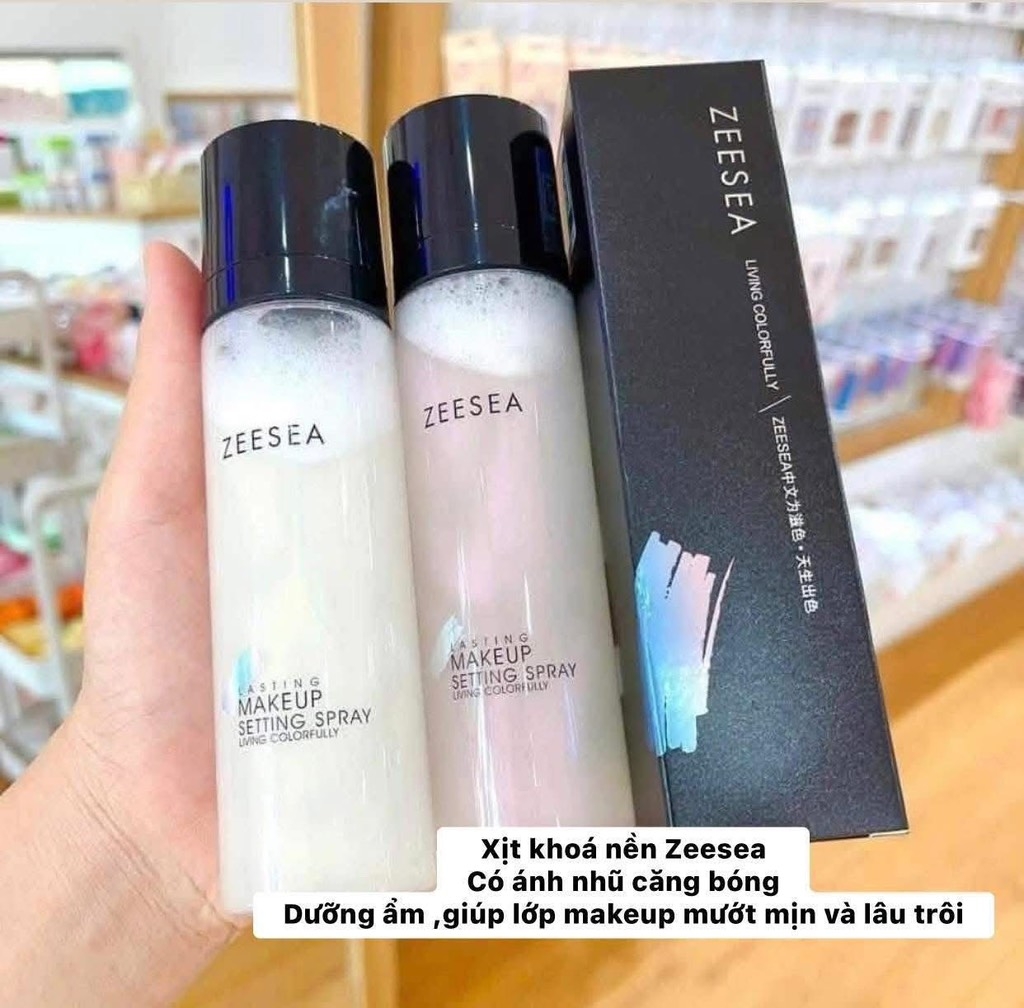 ZEESEA
LASTING
MAKEUP
SETTING SPRAY
LIVING COLORFULLY
ZEESEA
LASTING
MAKEUP
SETTING SPRAY
LIVING COLORFULLY
ZEESEA LIVING COLORFULLY \ ZEESEA中文为滋色·天生出色
Xịt khoá nền Zeesea
Có ánh nhũ căng bóng
Dưỡng ẩm ,giúp lớp makeup mướt mịn và lâu trôi